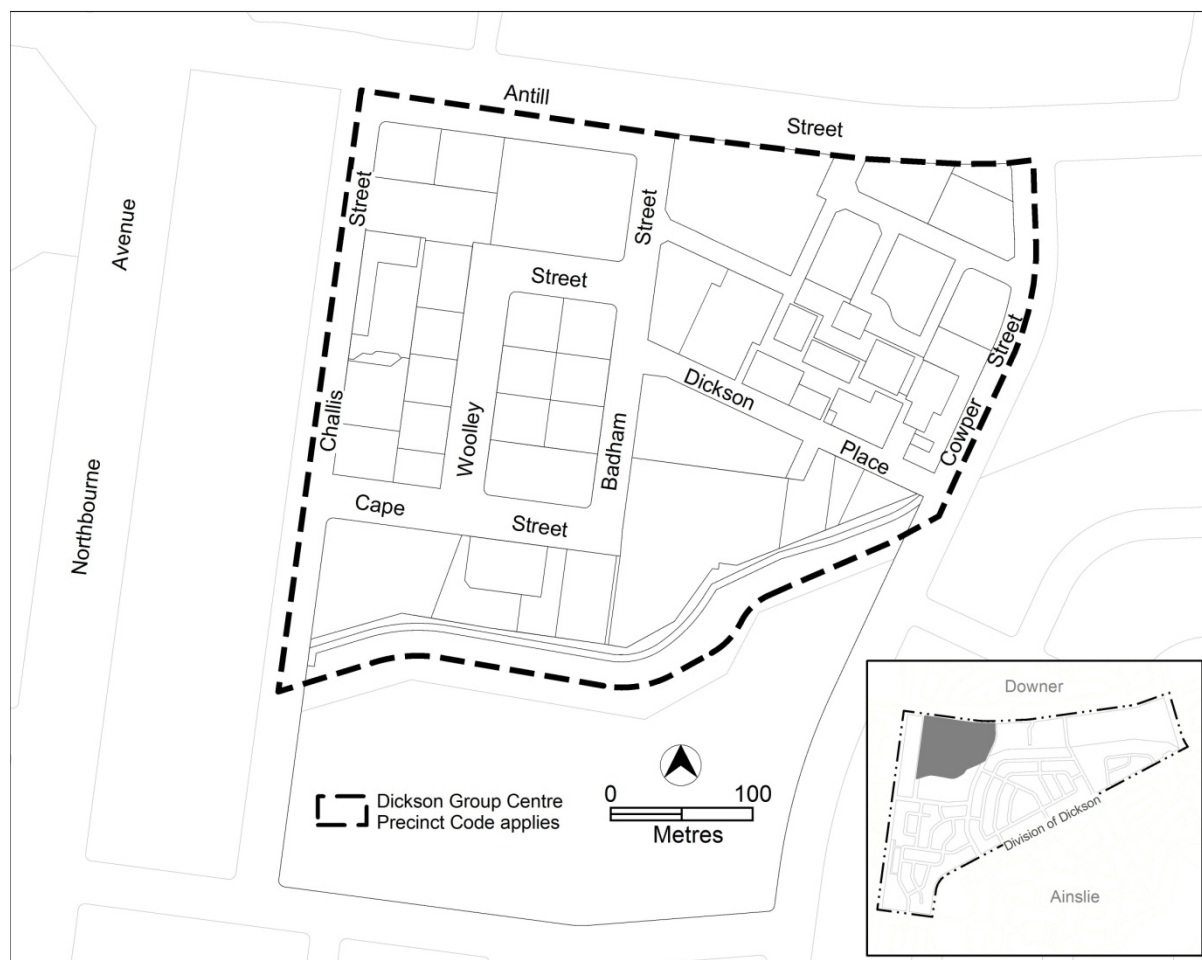 Antill
Street
Street
Street
Avenue
Street
Street
Dickson
Challis
Cowper
Woolley
Badham
Place
Northbourne
Cape
Street
Downer
Division of Dickson
Ainslie
Dickson Group Centre
Precinct Code applies
0 100
Metres